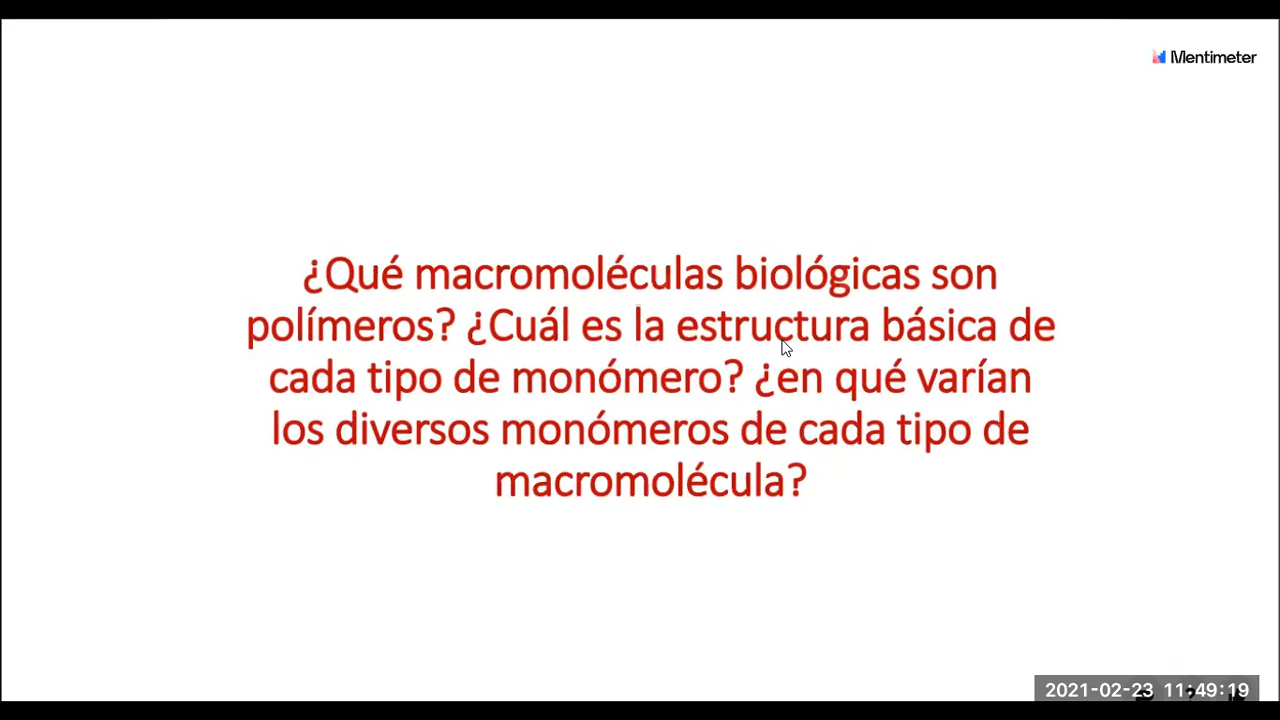 Mentimeter
¿Qué macromoléculas biológicas son
polímeros? ¿Cuál es la estructura básica de
cada tipo de monómero? ¿en qué varían
los diversos monómeros de cada tipo de
macromolécula?
2021-02-23 11:49:19